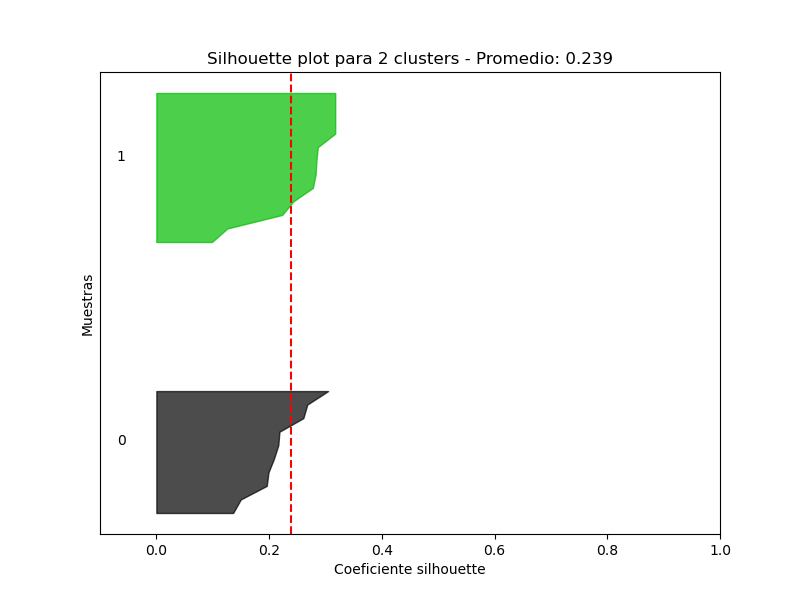 Silhouette plot para 2 clusters - Promedio: 0.239
1
Muestras
0
0.0 0.2 0.4 0.6 0.8 1.0
Coeficiente silhouette